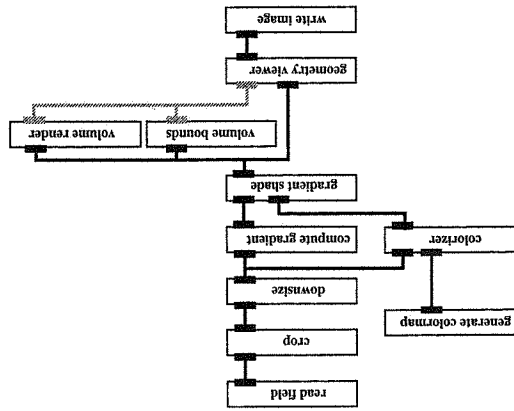 read field
crop
generate colormap
downsize
colorizer
compute gradient
gradient shade
volume bounds
volume render
geometry viewer
write image